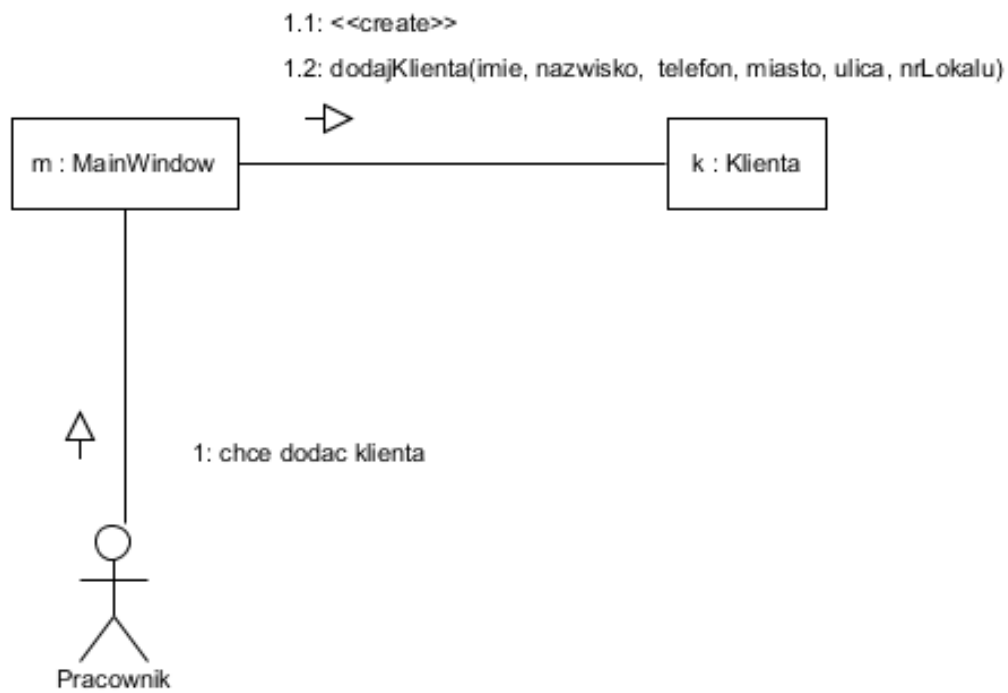 1.1: <<create>>
1.2: dodajKlienta(imie, nazwisko, telefon, miasto, ulica, nrLokalu)
m : MainWindow
k : Klienta
1: chce dodac klienta
Pracownik